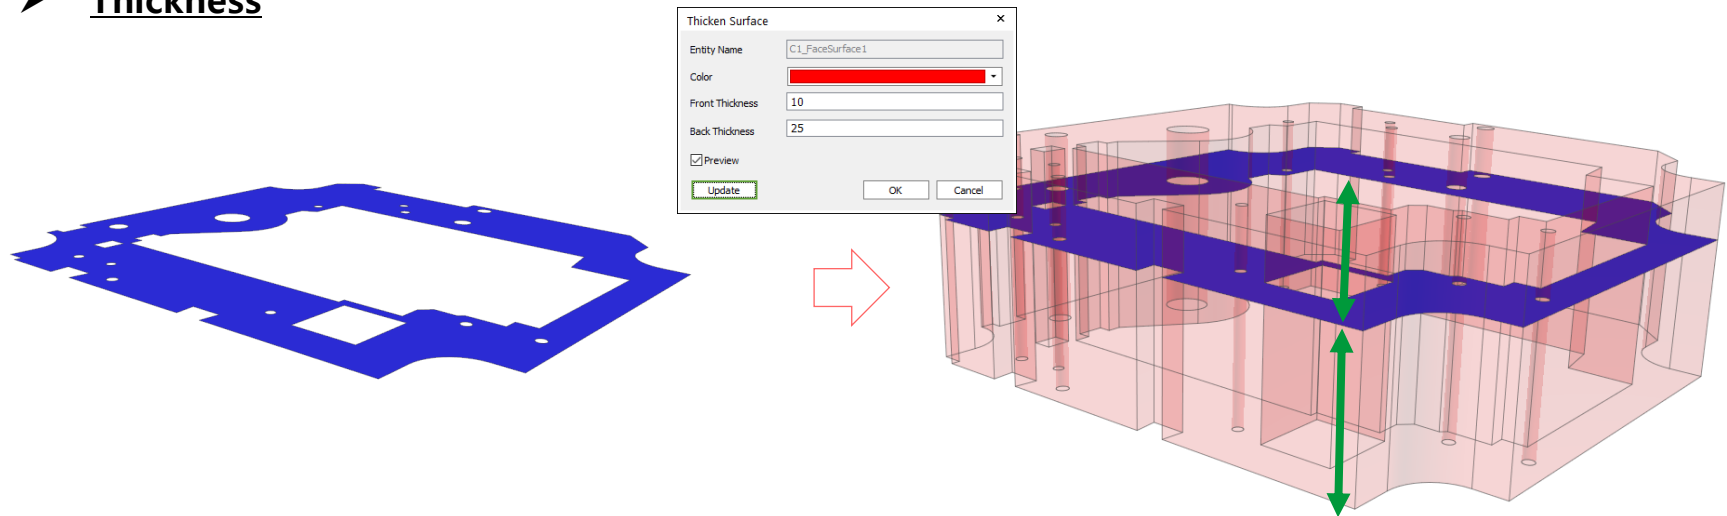 Thickness
Thicken Surface
Entity Name C1_FaceSurface1
Color
Front Thickness 10
Back Thickness 25
Preview
Update OK Cancel